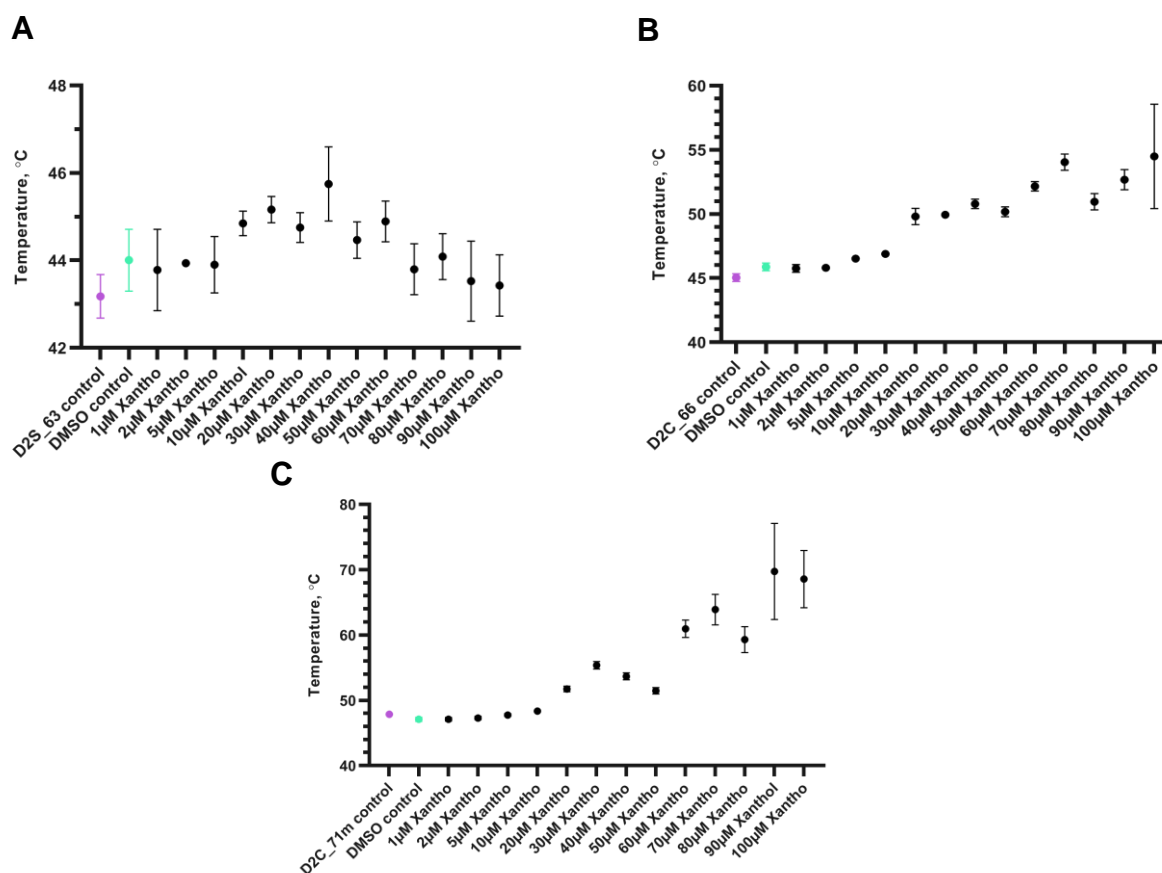 A
Temperature, °C
48
46
44
42
D2S_63 control
DMSO control
1µM Xantho
2µM Xantho
5µM Xantho
10µM Xanthol
20µM Xantho
30µM Xantho
40µM Xantho
50µM Xantho
60µM Xantho
70µM Xantho
80µM Xantho
90µM Xantho
100µM Xantho
B
Temperature, °C
60
55
50
45
40
D2C_66 control
DMSO control
1µM Xantho
2µM Xantho
5µM Xantho
10µM Xantho
20µM Xantho
30µM Xantho
40µM Xantho
50µM Xantho
60µM Xantho
70µM Xantho
80µM Xantho
90µM Xantho
100µM Xantho
C
Temperature, °C
80
70
60
50
40
D2C_71m control
DMSO control
1µM Xantho
2µM Xantho
5µM Xantho
10µM Xantho
20µM Xantho
30µM Xantho
40µM Xantho
50µM Xantho
60µM Xantho
70µM Xantho
80µM Xantho
90µM Xanthol
100µM Xantho